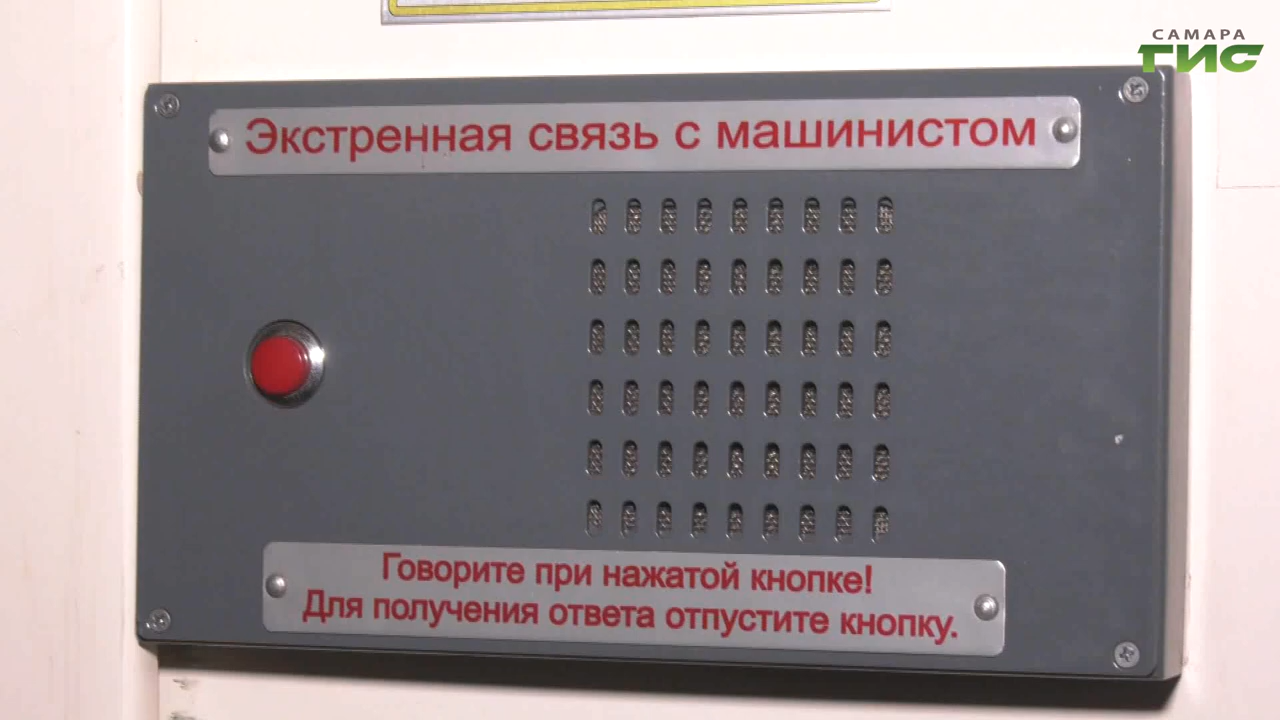 САМАРА
ГИС
Экстренная связь с машинистом
Говорите при нажатой кнопке!
Для получения ответа отпустите кнопку.